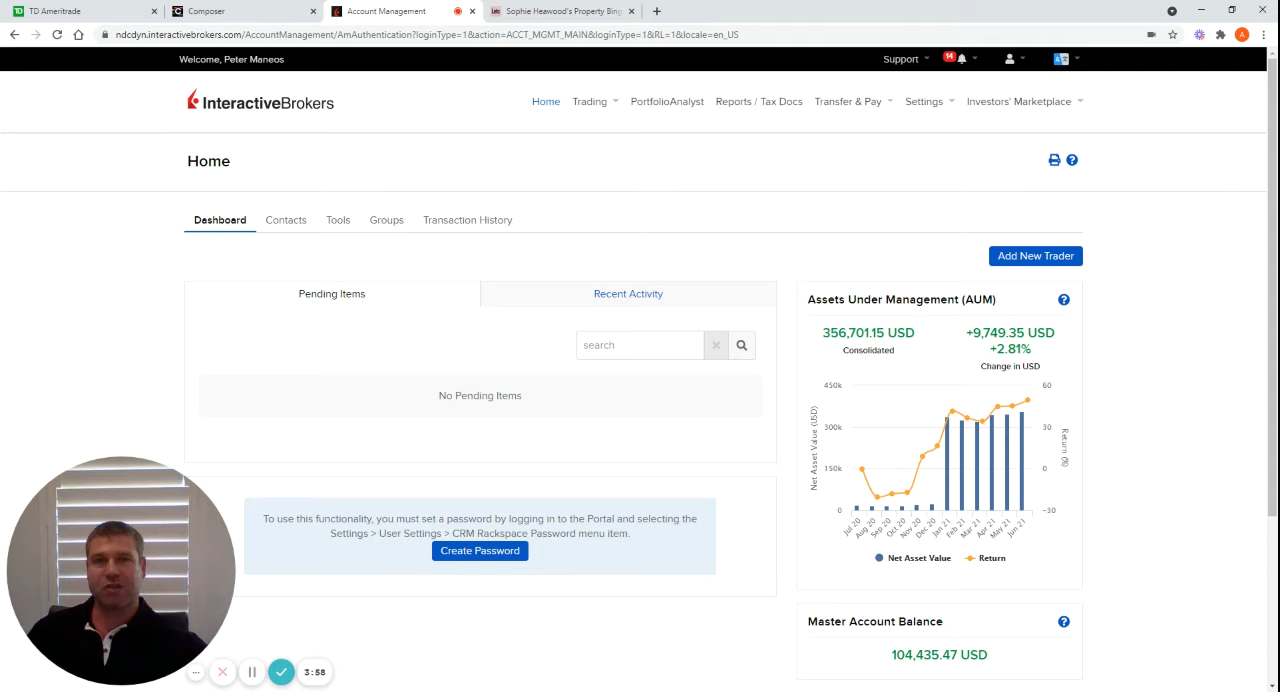 TD Ameritrade
Composer
Account Management
Sophie Heawood's Property Bing
ndcdyn.interactivebrokers.com/AccountManagement/AmAuthentication?loginType=1&action=ACCT_MGMT_MAIN&loginType=1&RL=1&locale=en_US
Welcome, Peter Maneos
Support
14
InteractiveBrokers
Home Trading PortfolioAnalyst Reports / Tax Docs Transfer & Pay Settings Investors' Marketplace
Home
Dashboard Contacts Tools Groups Transaction History
Add New Trader
Pending Items Recent Activity
search
No Pending Items
To use this functionality, you must set a password by logging in to the Portal and selecting the
Settings > User Settings > CRM Rackspace Password menu item.
Create Password
Assets Under Management (AUM)
356,701.15 USD
Consolidated
+9,749.35 USD
+2.81%
Change in USD
450k
300k
150k
0
Net Asset Value (USD)
60
30
0
-30
Return (%)
Jul 20 Aug 20 Sep 20 Oct 20 Nov 20 Dec 20 Jan 21 Feb 21 Mar 21 Apr 21 May 21 Jun 21
Net Asset Value Return
Master Account Balance
104,435.47 USD
3:58